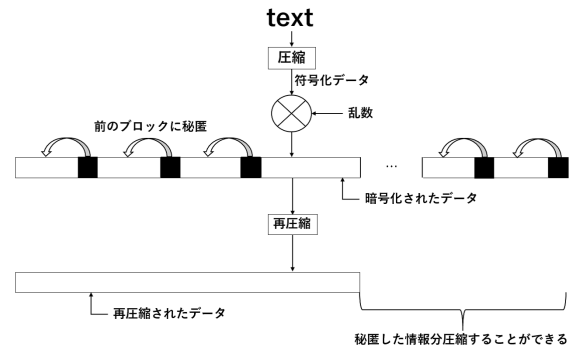 text
圧縮
符号化データ
乱数
前のブロックに秘匿
…
暗号化されたデータ
再圧縮
再圧縮されたデータ
秘匿した情報分圧縮することができる